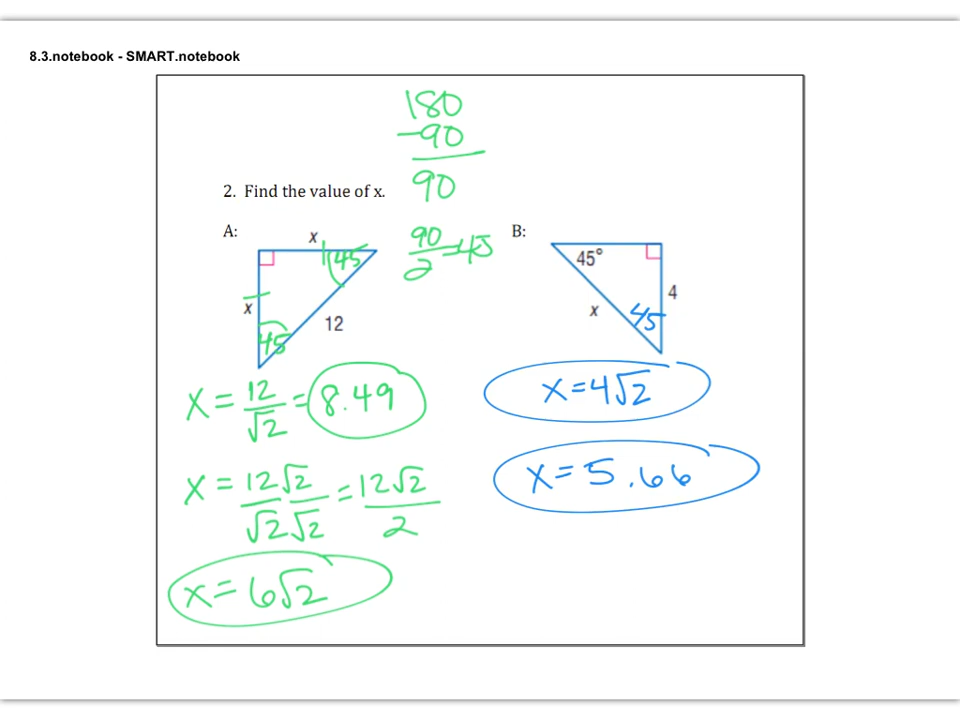 8.3.notebook - SMART.notebook
180
-90
90
2. Find the value of x.
A:
x
45
x
12
45
90/2=45
B:
45°
4
x
45
x = 12/√2 = 8.49
x = 12√2/√2√2 = 12√2/2
x = 6√2
x = 4√2
x = 5.66